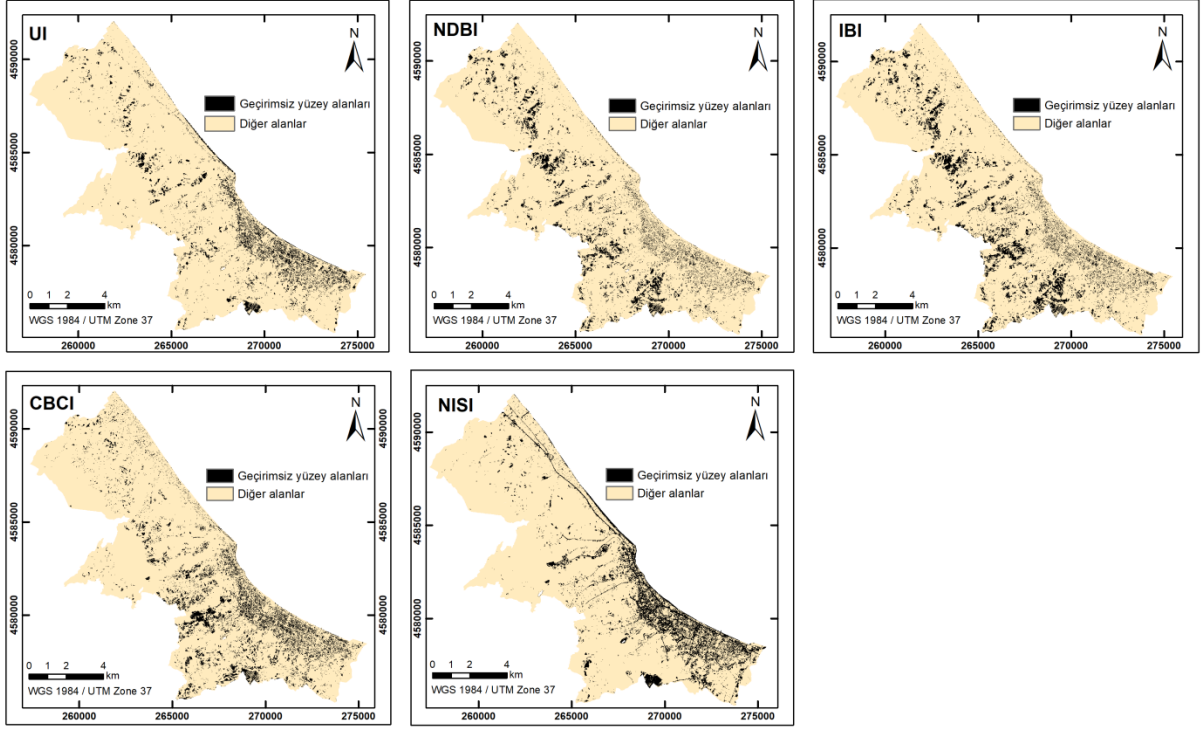 UI
N
4590000
4585000
4580000
Geçirimsiz yüzey alanları
Diğer alanlar
0 1 2 4
km
WGS 1984 / UTM Zone 37
260000 265000 270000 275000
NDBI
N
4590000
4585000
4580000
Geçirimsiz yüzey alanları
Diğer alanlar
0 1 2 4
km
WGS 1984 / UTM Zone 37
260000 265000 270000 275000
IBI
N
4590000
4585000
4580000
Geçirimsiz yüzey alanları
Diğer alanlar
0 1 2 4
km
WGS 1984 / UTM Zone 37
260000 265000 270000 275000
CBCI
N
4590000
4590000
4585000
4585000
4580000
4580000
Geçirimsiz yüzey alanları
Diğer alanlar
0 1 2 4
km
WGS 1984 / UTM Zone 37
260000 265000 270000 275000
NISI
N
4590000
4585000
4580000
Geçirimsiz yüzey alanları
Diğer alanlar
0 1 2 4
km
WGS 1984 / UTM Zone 37
260000 265000 270000 275000